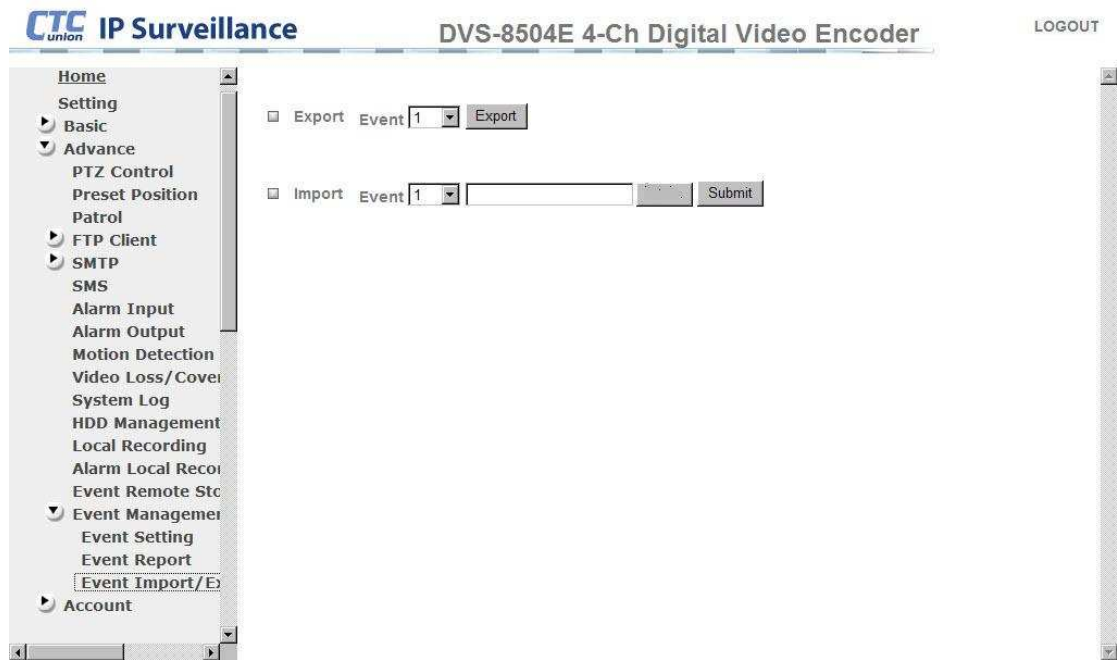 CTC union IP Surveillance
DVS-8504E 4-Ch Digital Video Encoder
LOGOUT
Home
Setting
Basic
Advance
PTZ Control
Preset Position
Patrol
FTP Client
SMTP
SMS
Alarm Input
Alarm Output
Motion Detection
Video Loss/Cover
System Log
HDD Management
Local Recording
Alarm Local Recor
Event Remote Sto
Event Managemen
Event Setting
Event Report
Event Import/Ex
Account
Export Event 1 Export
Import Event 1 Submit